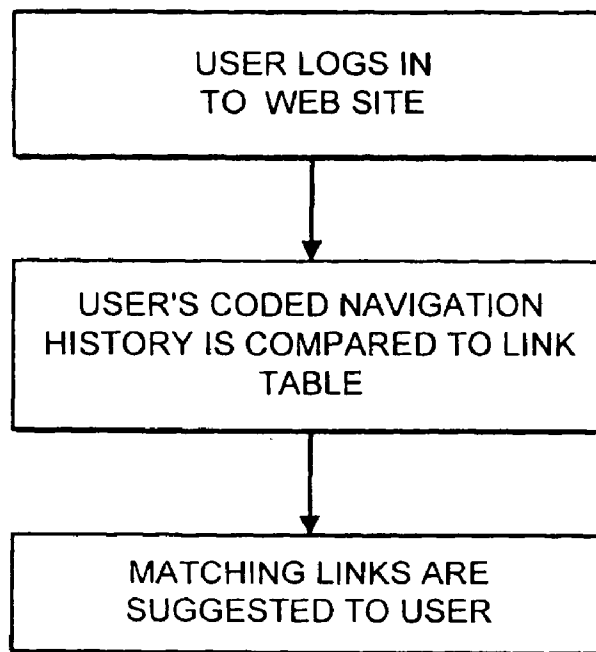 USER LOGS IN
TO WEB SITE
USER'S CODED NAVIGATION
HISTORY IS COMPARED TO LINK
TABLE
MATCHING LINKS ARE
SUGGESTED TO USER